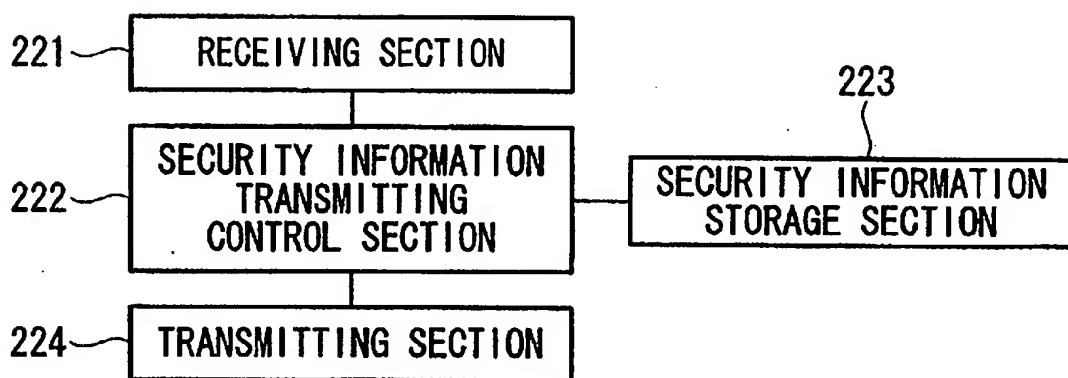 221
RECEIVING SECTION
223
222
SECURITY INFORMATION
TRANSMITTING
CONTROL SECTION
SECURITY INFORMATION
STORAGE SECTION
224
TRANSMITTING SECTION